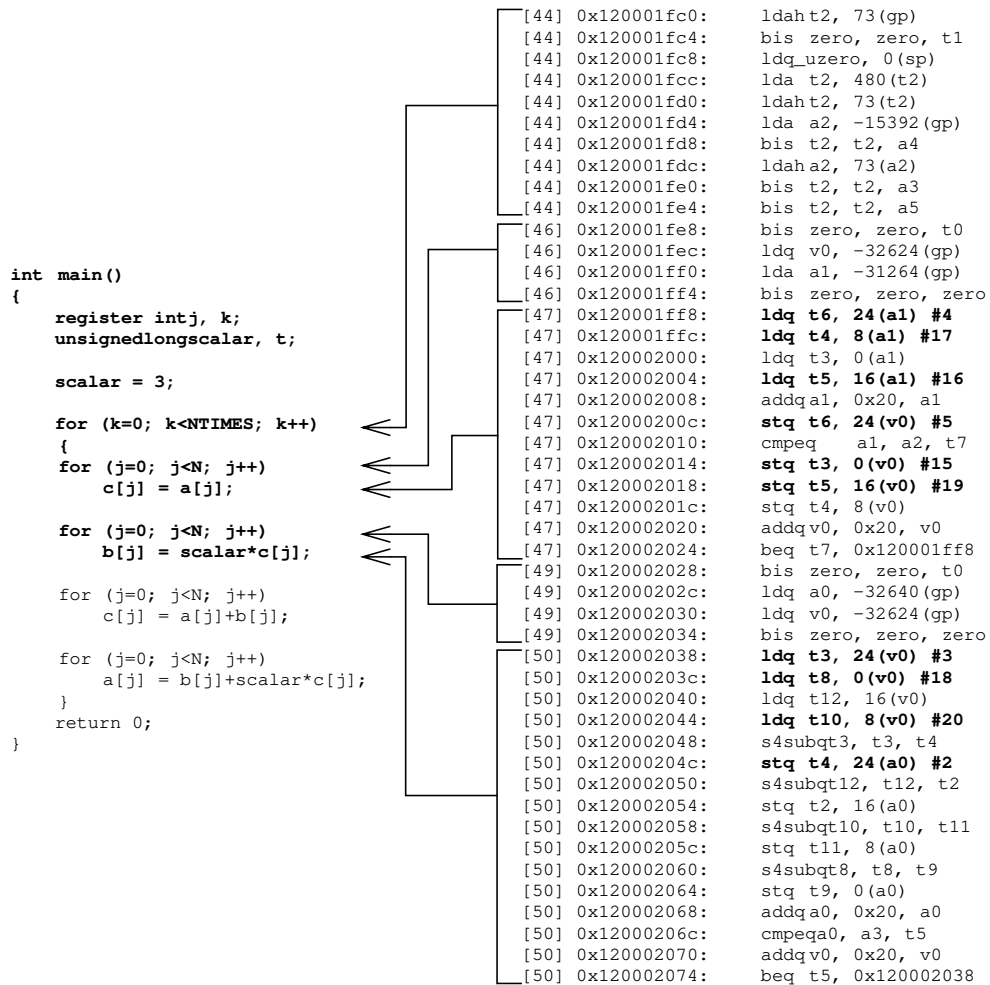 int main()
{
register intj, k;
unsignedlongscalar, t;
scalar = 3;
for (k=0; k<NTIMES; k++)
{
for (j=0; j<N; j++)
c[j] = a[j];
for (j=0; j<N; j++)
b[j] = scalar*c[j];
for (j=0; j<N; j++)
c[j] = a[j]+b[j];
for (j=0; j<N; j++)
a[j] = b[j]+scalar*c[j];
}
return 0;
}
[44] 0x120001fc0: ldah t2, 73(gp)
[44] 0x120001fc4: bis zero, zero, t1
[44] 0x120001fc8: ldq_uzero, 0(sp)
[44] 0x120001fcc: lda t2, 480(t2)
[44] 0x120001fd0: ldah t2, 73(t2)
[44] 0x120001fd4: lda a2, -15392(gp)
[44] 0x120001fd8: bis t2, t2, a4
[44] 0x120001fdc: ldah a2, 73(a2)
[44] 0x120001fe0: bis t2, t2, a3
[44] 0x120001fe4: bis t2, t2, a5
[46] 0x120001fe8: bis zero, zero, t0
[46] 0x120001fec: ldq v0, -32624(gp)
[46] 0x120001ff0: lda a1, -31264(gp)
[46] 0x120001ff4: bis zero, zero, zero
[47] 0x120001ff8: ldq t6, 24(a1) #4
[47] 0x120001ffc: ldq t4, 8(a1) #17
[47] 0x120002000: ldq t3, 0(a1)
[47] 0x120002004: ldq t5, 16(a1) #16
[47] 0x120002008: addq a1, 0x20, a1
[47] 0x12000200c: stq t6, 24(v0) #5
[47] 0x120002010: cmpeq a1, a2, t7
[47] 0x120002014: stq t3, 0(v0) #15
[47] 0x120002018: stq t5, 16(v0) #19
[47] 0x12000201c: stq t4, 8(v0)
[47] 0x120002020: addq v0, 0x20, v0
[47] 0x120002024: beq t7, 0x120001ff8
[49] 0x120002028: bis zero, zero, t0
[49] 0x12000202c: ldq a0, -32640(gp)
[49] 0x120002030: ldq v0, -32624(gp)
[49] 0x120002034: bis zero, zero, zero
[50] 0x120002038: ldq t3, 24(v0) #3
[50] 0x12000203c: ldq t8, 0(v0) #18
[50] 0x120002040: ldq t12, 16(v0)
[50] 0x120002044: ldq t10, 8(v0) #20
[50] 0x120002048: s4subqt3, t3, t4
[50] 0x12000204c: stq t4, 24(a0) #2
[50] 0x120002050: s4subqt12, t12, t2
[50] 0x120002054: stq t2, 16(a0)
[50] 0x120002058: s4subqt10, t10, t11
[50] 0x12000205c: stq t11, 8(a0)
[50] 0x120002060: s4subqt8, t8, t9
[50] 0x120002064: stq t9, 0(a0)
[50] 0x120002068: addq a0, 0x20, a0
[50] 0x12000206c: cmpeqa0, a3, t5
[50] 0x120002070: addq v0, 0x20, v0
[50] 0x120002074: beq t5, 0x120002038